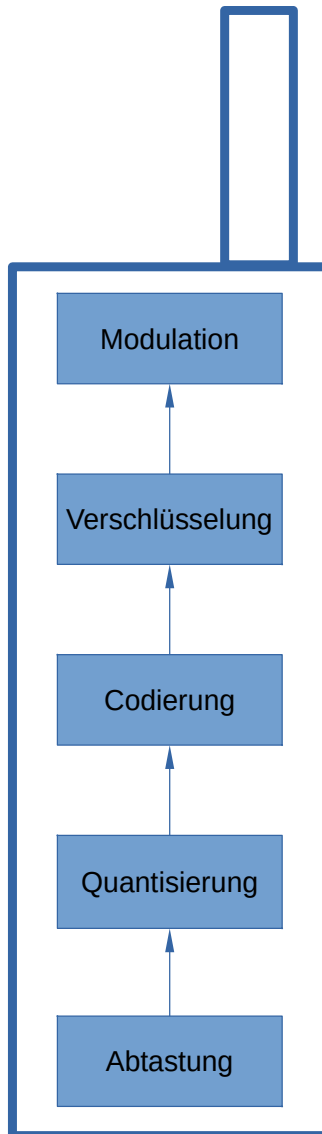 Modulation
Verschlüsselung
Codierung
Quantisierung
Abtastung